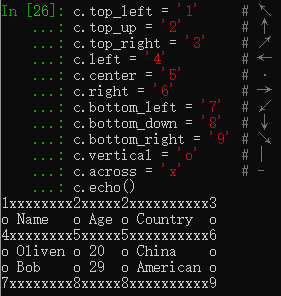 In [26]: c.top_left = '1'       # ↖
    ...: c.top_up = '2'         # ↑
    ...: c.top_right = '3'      # ↗
    ...: c.left = '4'           # ←
    ...: c.center = '5'         # ·
    ...: c.right = '6'          # →
    ...: c.bottom_left = '7'    # ↙
    ...: c.bottom_down = '8'    # ↓
    ...: c.bottom_right = '9'   # ↘
    ...: c.vertical = 'o'       # │
    ...: c.across = 'x'         # -
    ...: c.echo()
1xxxxxxxx2xxxxx2xxxxxxxxxx3
o Name   o Age o Country  o
4xxxxxxxx5xxxxx5xxxxxxxxxx6
o Oliven o 20  o China    o
o Bob    o 29  o American o
7xxxxxxxx8xxxxx8xxxxxxxxxx9